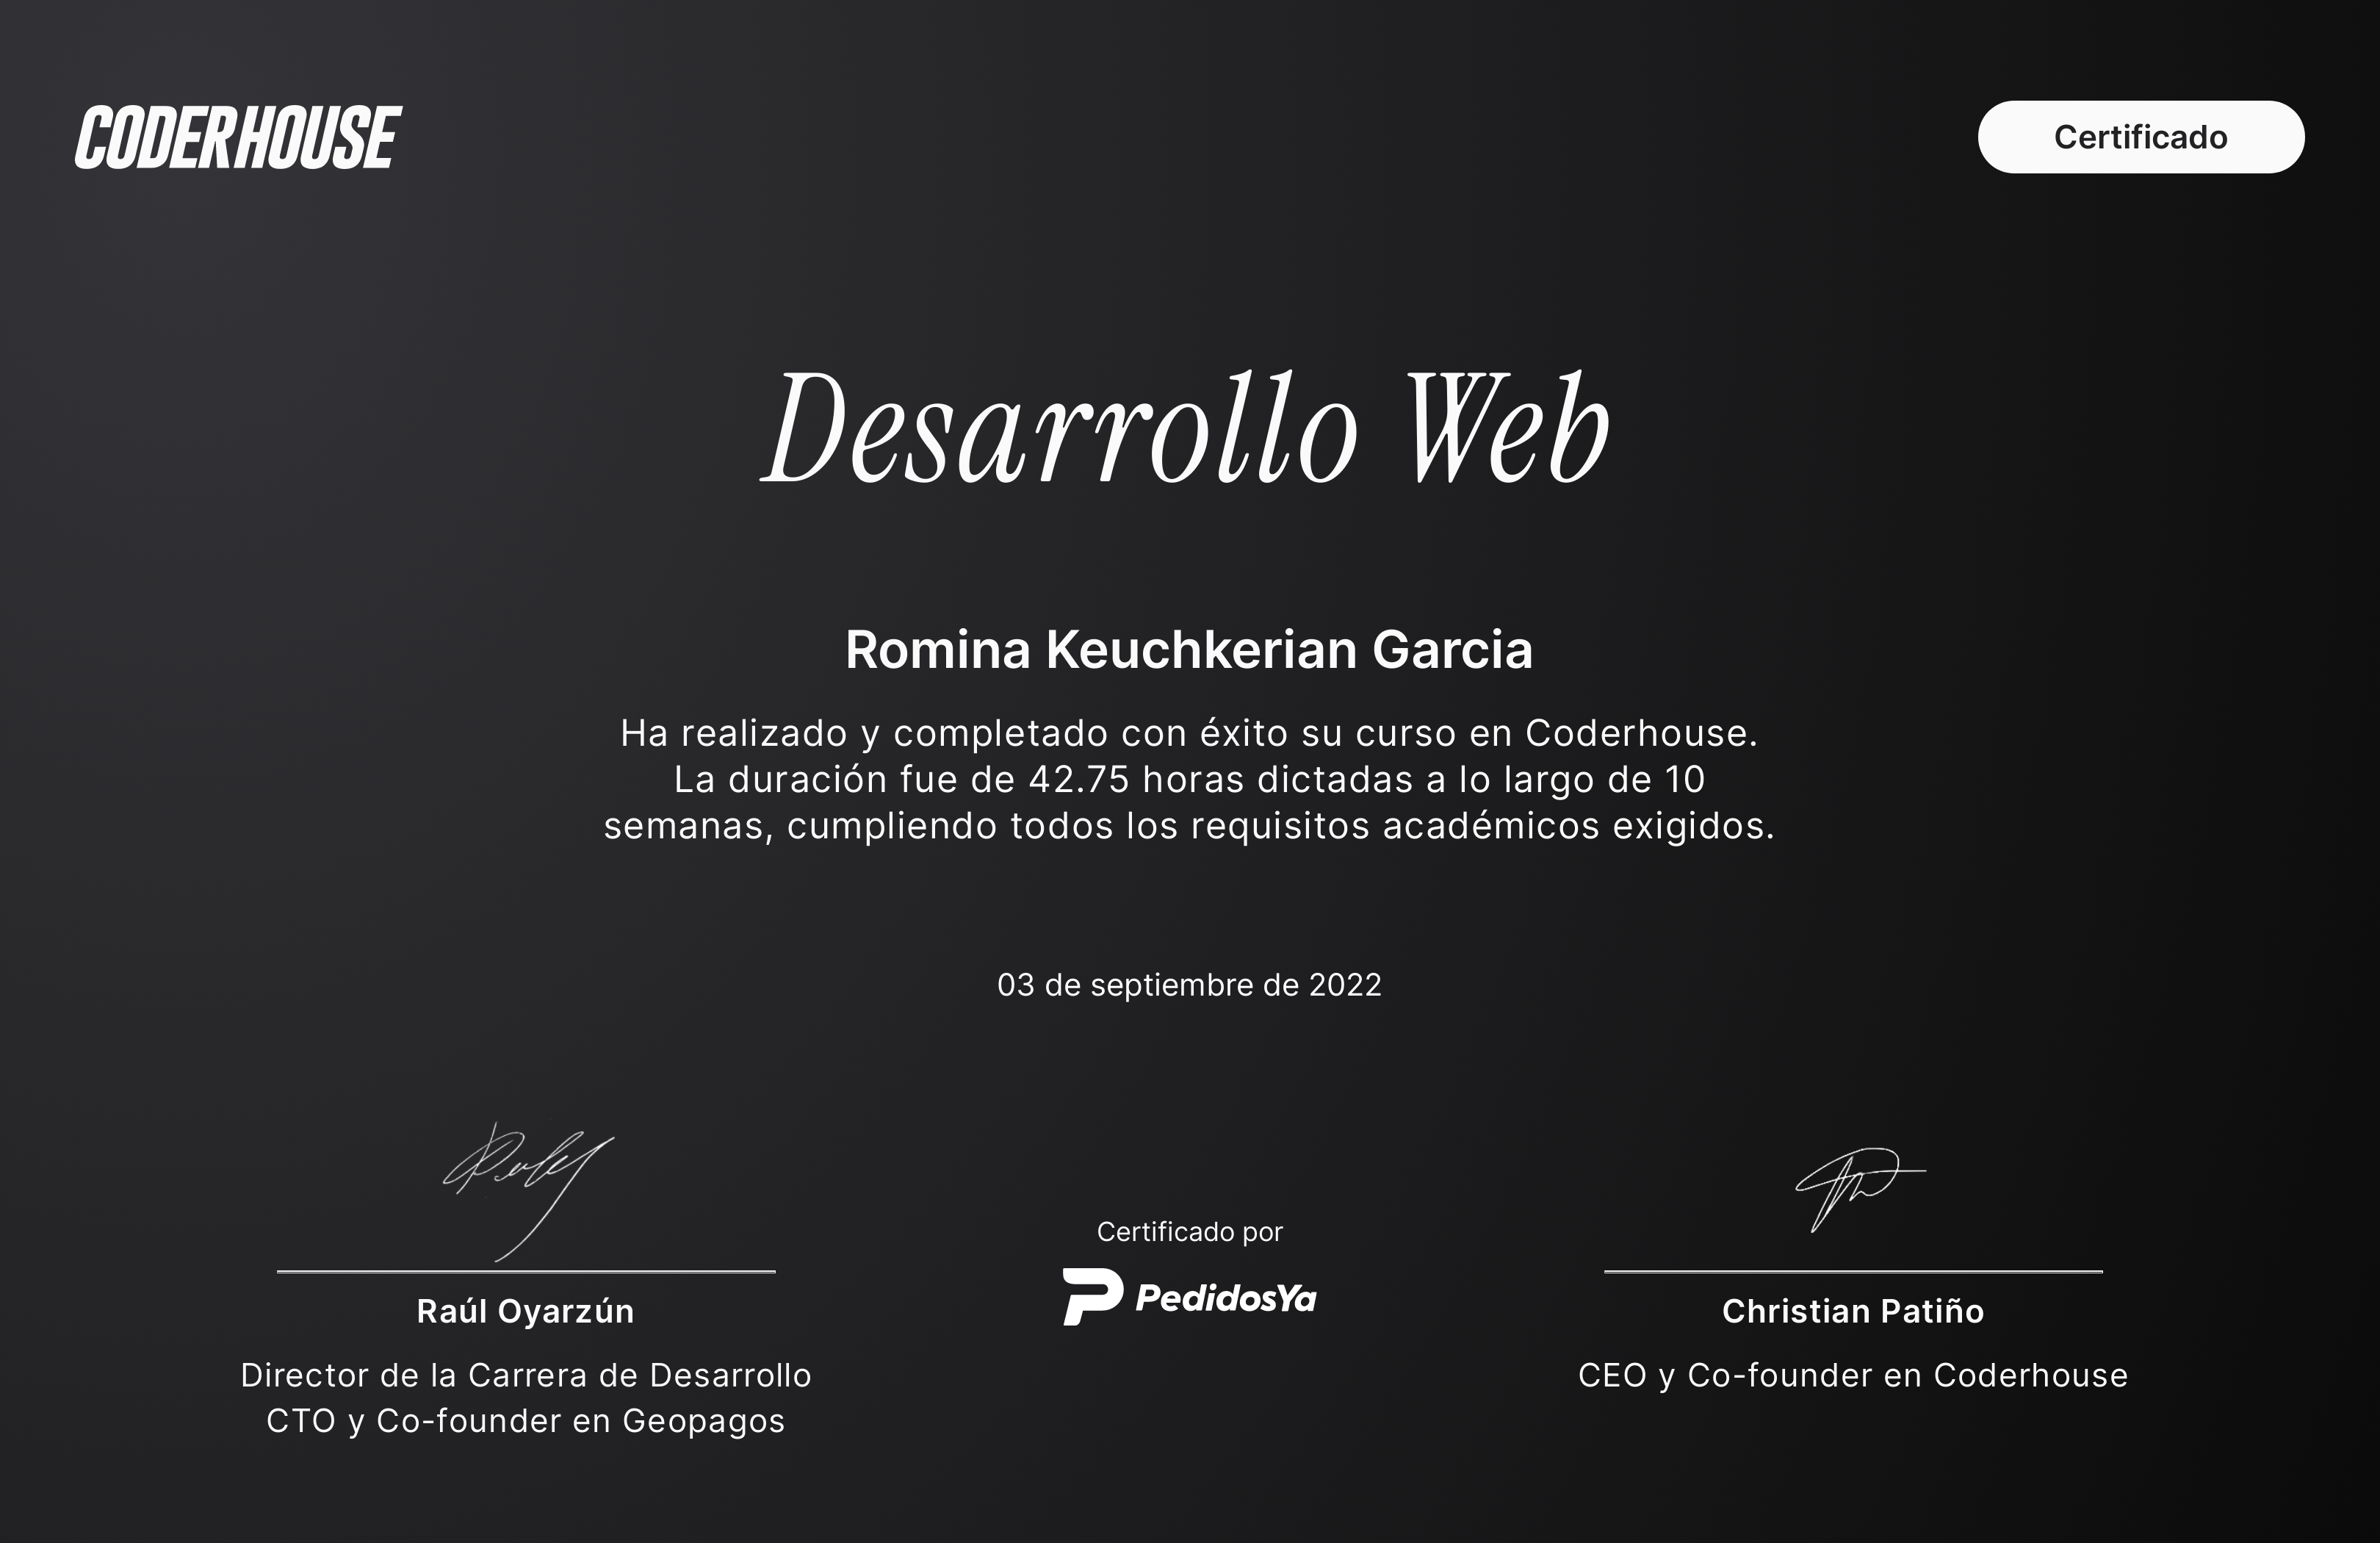 CODERHOUSE
Certificado
Desarrollo Web
Romina Keuchkerian Garcia
Ha realizado y completado con éxito su curso en Coderhouse.
La duración fue de 42.75 horas dictadas a lo largo de 10
semanas, cumpliendo todos los requisitos académicos exigidos.
03 de septiembre de 2022
Certificado por
PedidosYa
Raúl Oyarzún
Director de la Carrera de Desarrollo
CTO y Co-founder en Geopagos
Christian Patiño
CEO y Co-founder en Coderhouse